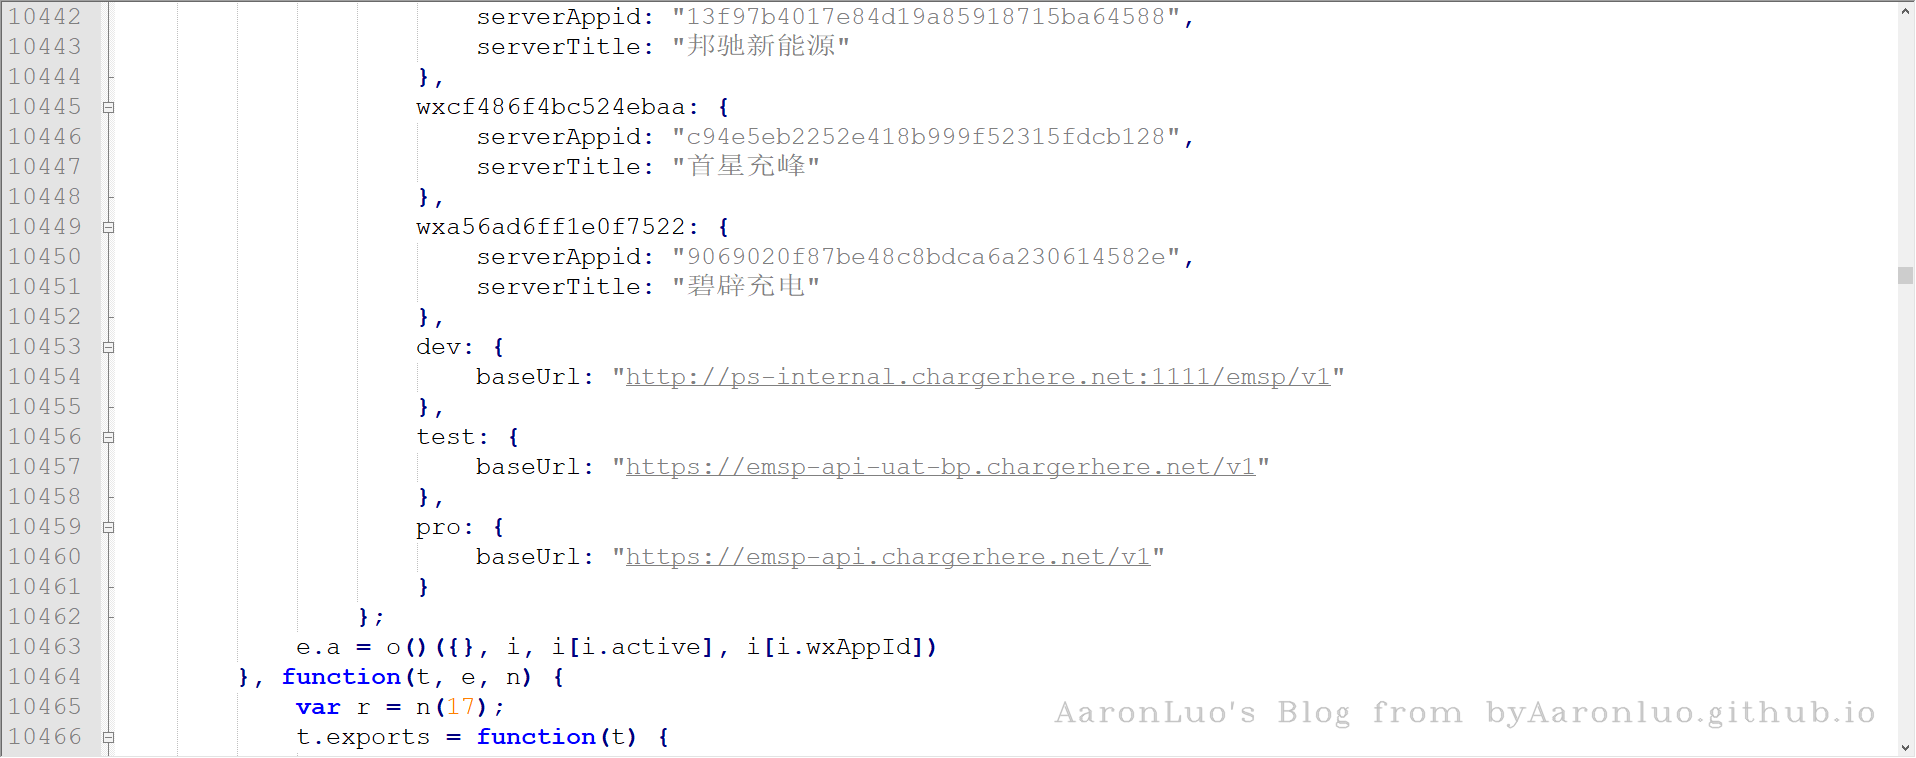 10442 serverAppid: "13f97b4017e84d19a85918715ba64588",
10443 serverTitle: "邦驰新能源"
10444 },
10445 wxcf486f4bc524ebaa: {
10446 serverAppid: "c94e5eb2252e418b999f52315fdcb128",
10447 serverTitle: "首星充峰"
10448 },
10449 wxa56ad6ff1e0f7522: {
10450 serverAppid: "9069020f87be48c8bdca6a230614582e",
10451 serverTitle: "碧辟充电"
10452 },
10453 dev: {
10454 baseUrl: "http://ps-internal.chargerhere.net:1111/emsp/v1"
10455 },
10456 test: {
10457 baseUrl: "https://emsp-api-uat-bp.chargerhere.net/v1"
10458 },
10459 pro: {
10460 baseUrl: "https://emsp-api.chargerhere.net/v1"
10461 }
10462 };
10463 e.a = o()({}, i, i[i.active], i[i.wxAppId])
10464 }, function(t, e, n) {
10465 var r = n(17);
10466 t.exports = function(t) {
AaronLuo's Blog from byAaronluo.github.io